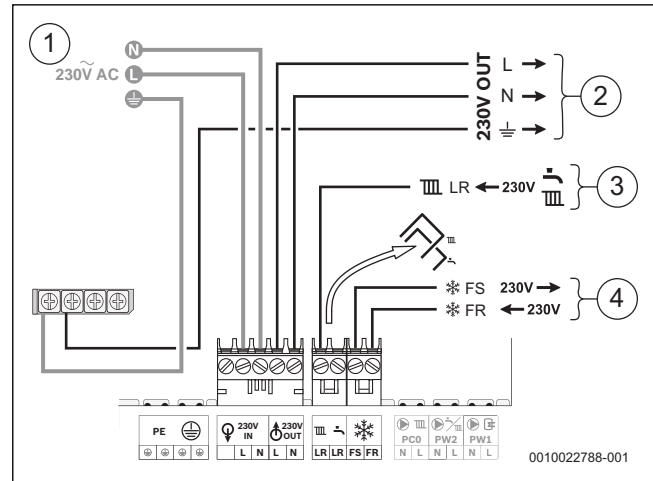 1
N
230V AC
L
230V OUT
L
N
2
LR 230V
3
FS 230V
FR 230V
4
PE
230V IN
230V OUT
L N L N
LR LR FS FR
PC0 PW2 PW1
N L N L N L
0010022788-001